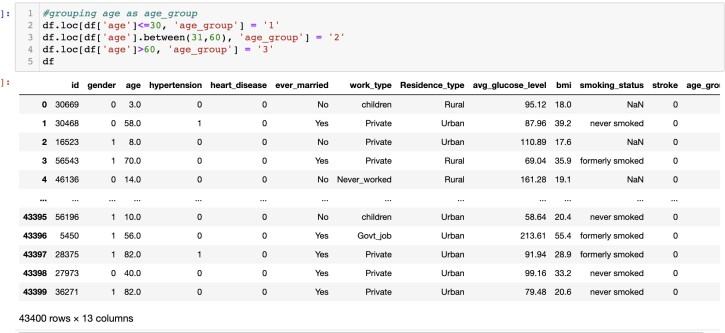 ]:
1 #grouping age as age_group
2 df.loc[df['age']<=30, 'age_group'] = '1'
3 df.loc[df['age'].between(31,60), 'age_group'] = '2'
4 df.loc[df['age']>60, 'age_group'] = '3'
5 df
]:
id gender age hypertension heart_disease ever_married work_type Residence_type avg_glucose_level bmi smoking_status stroke age_grou
0 30669 0 3.0 0 0 No children Rural 95.12 18.0 NaN 0
1 30468 0 58.0 1 0 Yes Private Urban 87.96 39.2 never smoked 0
2 16523 1 8.0 0 0 No Private Urban 110.89 17.6 NaN 0
3 56543 1 70.0 0 0 Yes Private Rural 69.04 35.9 formerly smoked 0
4 46136 0 14.0 0 0 No Never_worked Rural 161.28 19.1 NaN 0
... ... ... ... ... ... ... ... ... ... ... ... ...
43395 56196 1 10.0 0 0 No children Urban 58.64 20.4 never smoked 0
43396 5450 1 56.0 0 0 Yes Govt_job Urban 213.61 55.4 formerly smoked 0
43397 28375 1 82.0 1 0 Yes Private Urban 91.94 28.9 formerly smoked 0
43398 27973 0 40.0 0 0 Yes Private Urban 99.16 33.2 never smoked 0
43399 36271 1 82.0 0 0 Yes Private Urban 79.48 20.6 never smoked 0
43400 rows × 13 columns